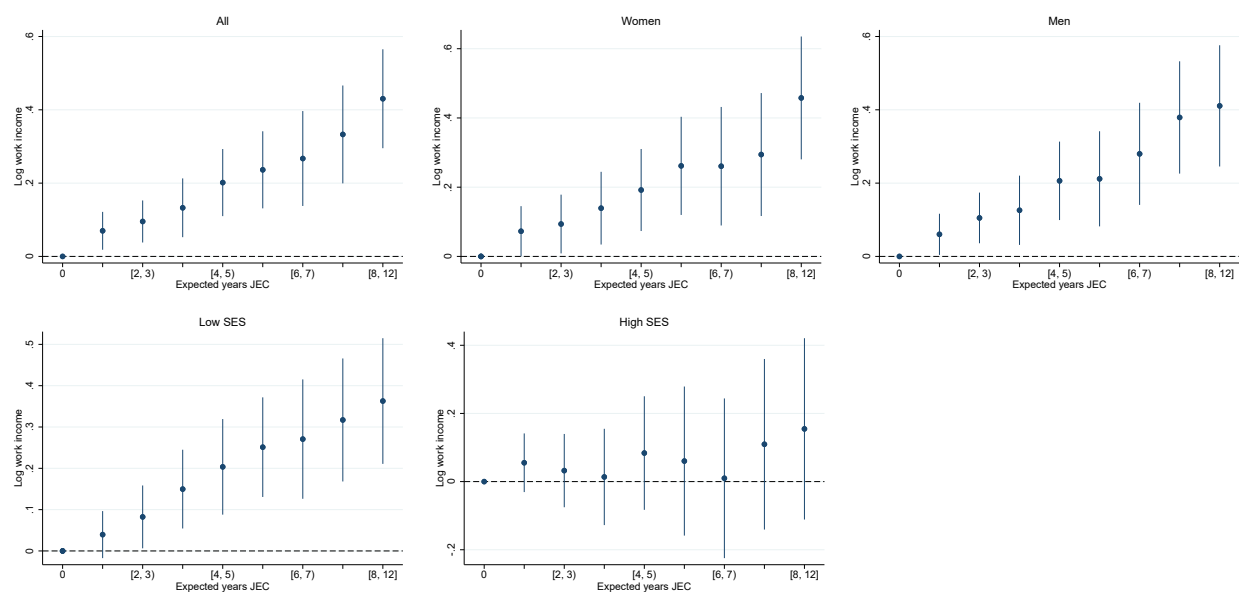 All
Log work income
.6
.4
.2
0
0 [2, 3) [4, 5) [6, 7) [8, 12]
Expected years JEC
Women
Log work income
.6
.4
.2
0
0 [2, 3) [4, 5) [6, 7) [8, 12]
Expected years JEC
Men
Log work income
.6
.4
.2
0
0 [2, 3) [4, 5) [6, 7) [8, 12]
Expected years JEC
Low SES
Log work income
.5
.4
.3
.2
.1
0
0 [2, 3) [4, 5) [6, 7) [8, 12]
Expected years JEC
High SES
Log work income
.4
.2
0
-.2
0 [2, 3) [4, 5) [6, 7) [8, 12]
Expected years JEC